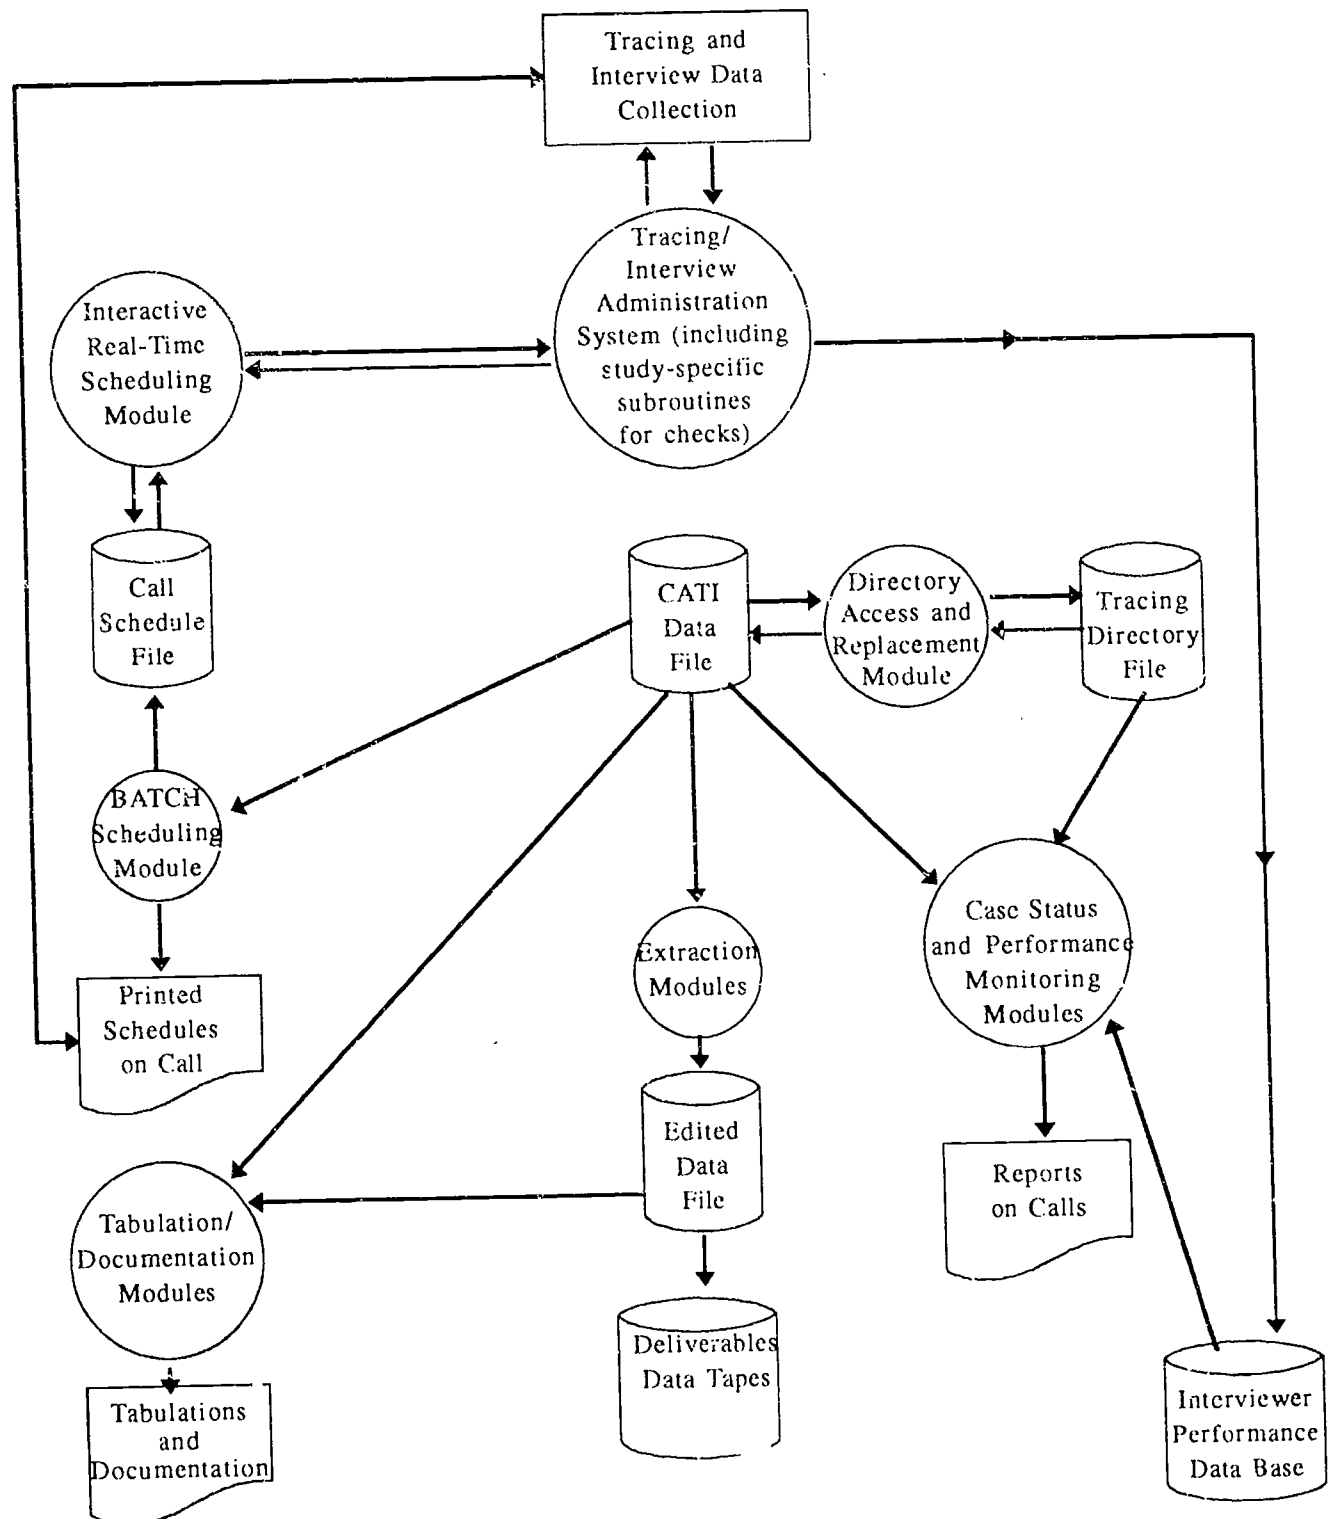 Tracing and
Interview Data
Collection
Tracing/
Interview
Administration
System (including
study-specific
subroutines
for checks)
Interactive
Real-Time
Scheduling
Module
Call
Schedule
File
CATI
Data
File
Directory
Access and
Replacement
Module
Tracing
Directory
File
BATCH
Scheduling
Module
Printed
Schedules
on Call
Extraction
Modules
Case Status
and Performance
Monitoring
Modules
Edited
Data
File
Reports
on Calls
Tabulation/
Documentation
Modules
Deliverables
Data Tapes
Tabulations
and
Documentation
Interviewer
Performance
Data Base